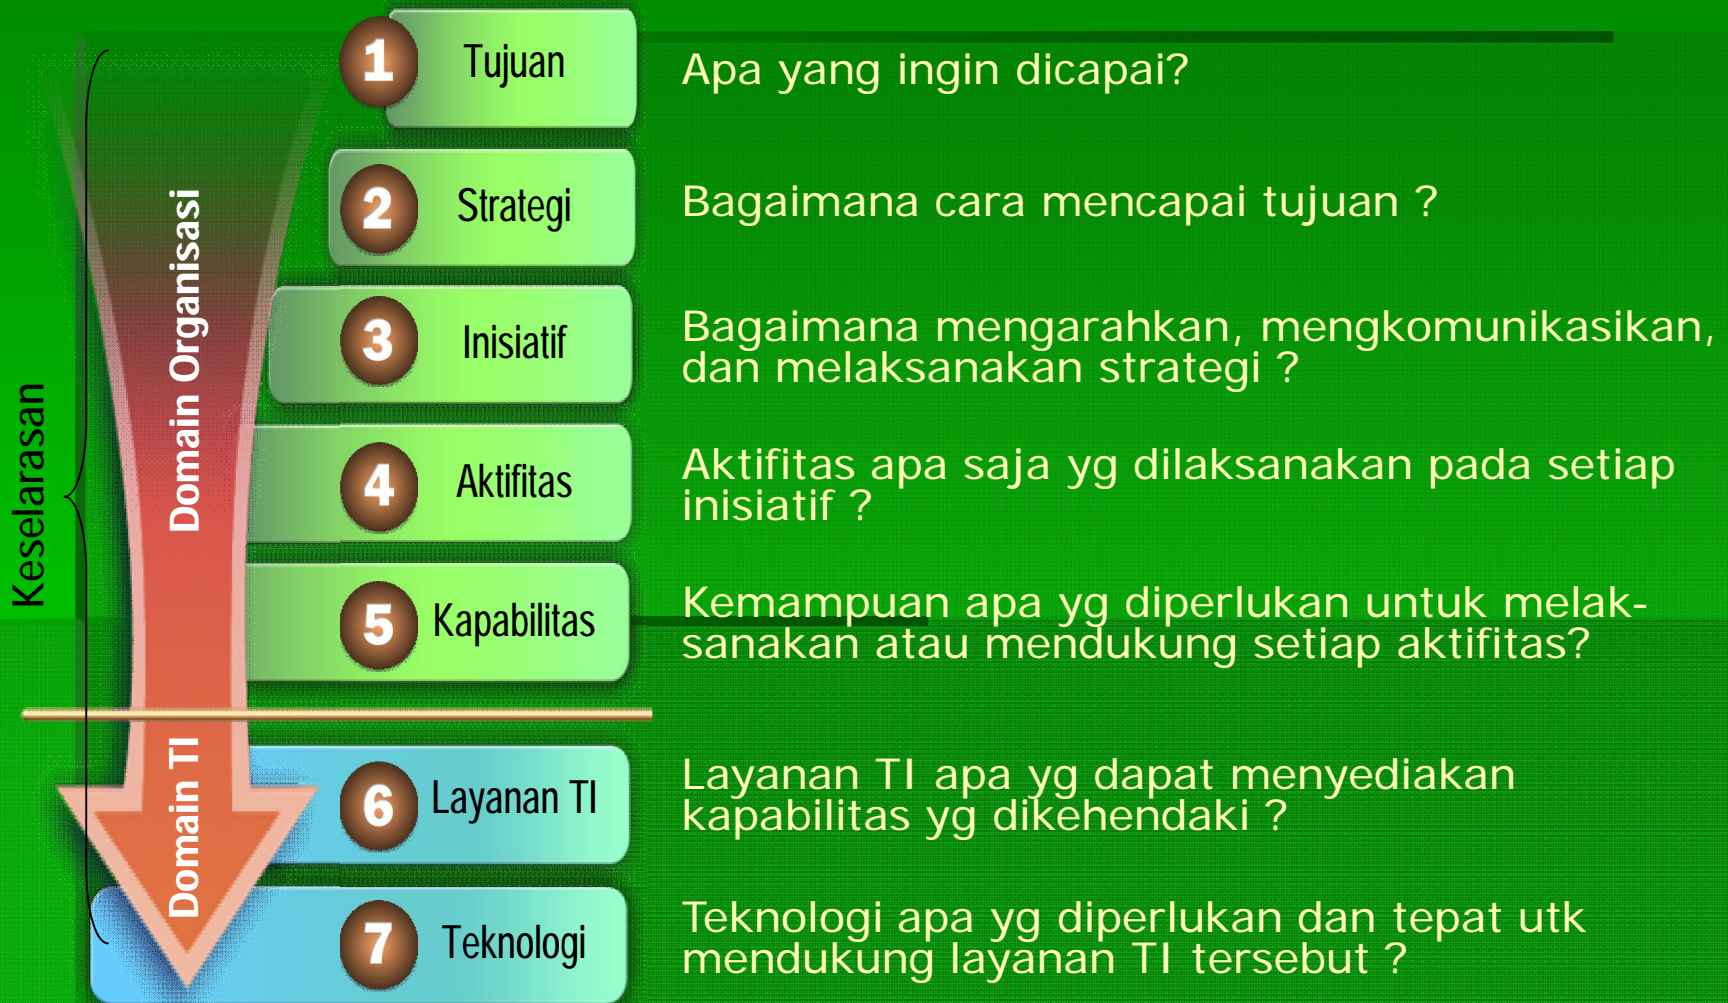 Keselarasan
Domain Organisasi
Domain TI
1 Tujuan
Apa yang ingin dicapai?
2 Strategi
Bagaimana cara mencapai tujuan ?
3 Inisiatif
Bagaimana mengarahkan, mengkomunikasikan,
dan melaksanakan strategi ?
4 Aktifitas
Aktifitas apa saja yg dilaksanakan pada setiap
inisiatif ?
5 Kapabilitas
Kemampuan apa yg diperlukan untuk melak-
sanakan atau mendukung setiap aktifitas?
6 Layanan TI
Layanan TI apa yg dapat menyediakan
kapabilitas yg dikehendaki ?
7 Teknologi
Teknologi apa yg diperlukan dan tepat utk
mendukung layanan TI tersebut ?